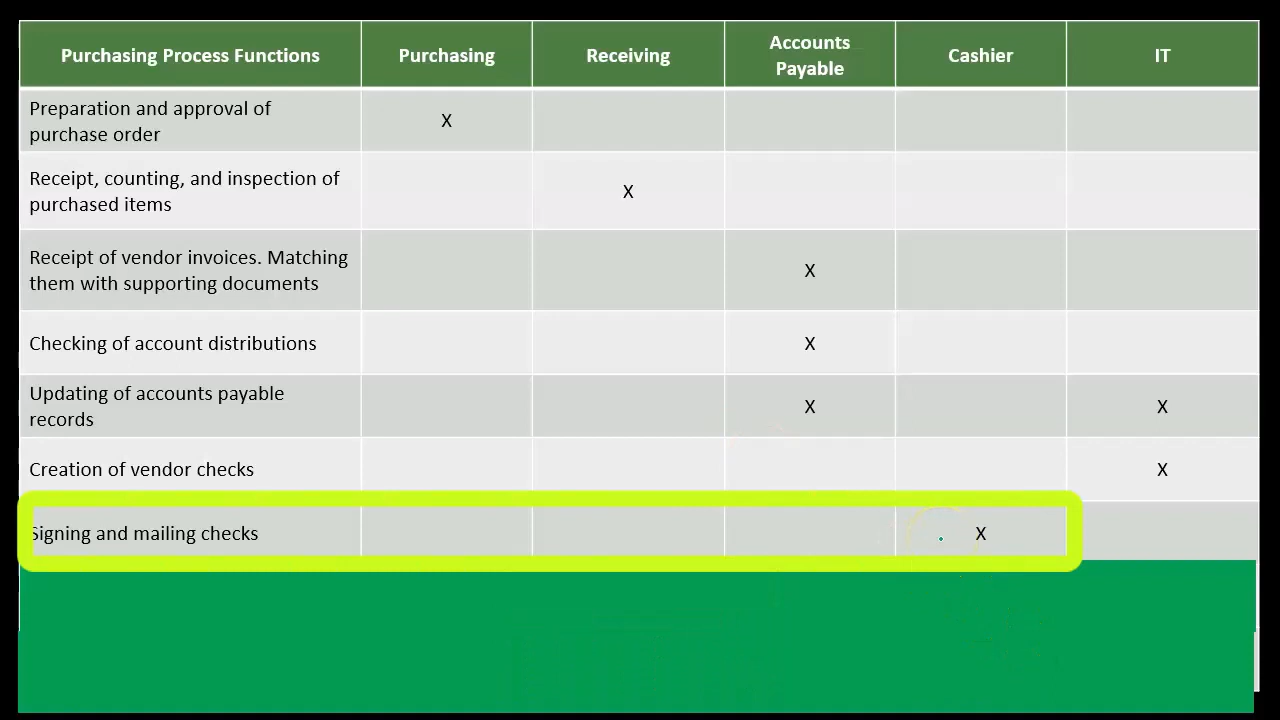 Purchasing Process Functions
Purchasing
Receiving
Accounts
Payable
Cashier
IT
Preparation and approval of
purchase order
X
Receipt, counting, and inspection of
purchased items
X
Receipt of vendor invoices. Matching
them with supporting documents
X
Checking of account distributions
X
Updating of accounts payable
records
X
X
Creation of vendor checks
X
Signing and mailing checks
X